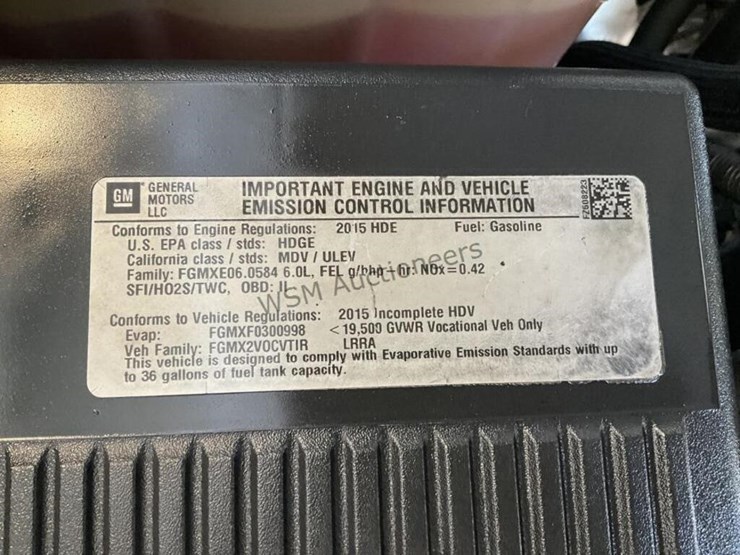 GM
GENERAL
MOTORS
LLC
IMPORTANT ENGINE AND VEHICLE
EMISSION CONTROL INFORMATION
FZ608223
Conforms to Engine Regulations: 2015 HDE Fuel: Gasoline
U.S. EPA class / stds: HDGE
California class / stds: MDV / ULEV
Family: FGMXE06.0584 6.0L, FEL g/bhp-hr: NOx=0.42
SFI/HO2S/TWC, OBD:
Conforms to Vehicle Regulations: 2015 Incomplete HDV
Evap: FGMXF0300998 <19,500 GVWR Vocational Veh Only
Veh Family: FGMX2VOCVTIR LRRA
This vehicle is designed to comply with Evaporative Emission Standards with up
to 36 gallons of fuel tank capacity.
WSM Auctioneers